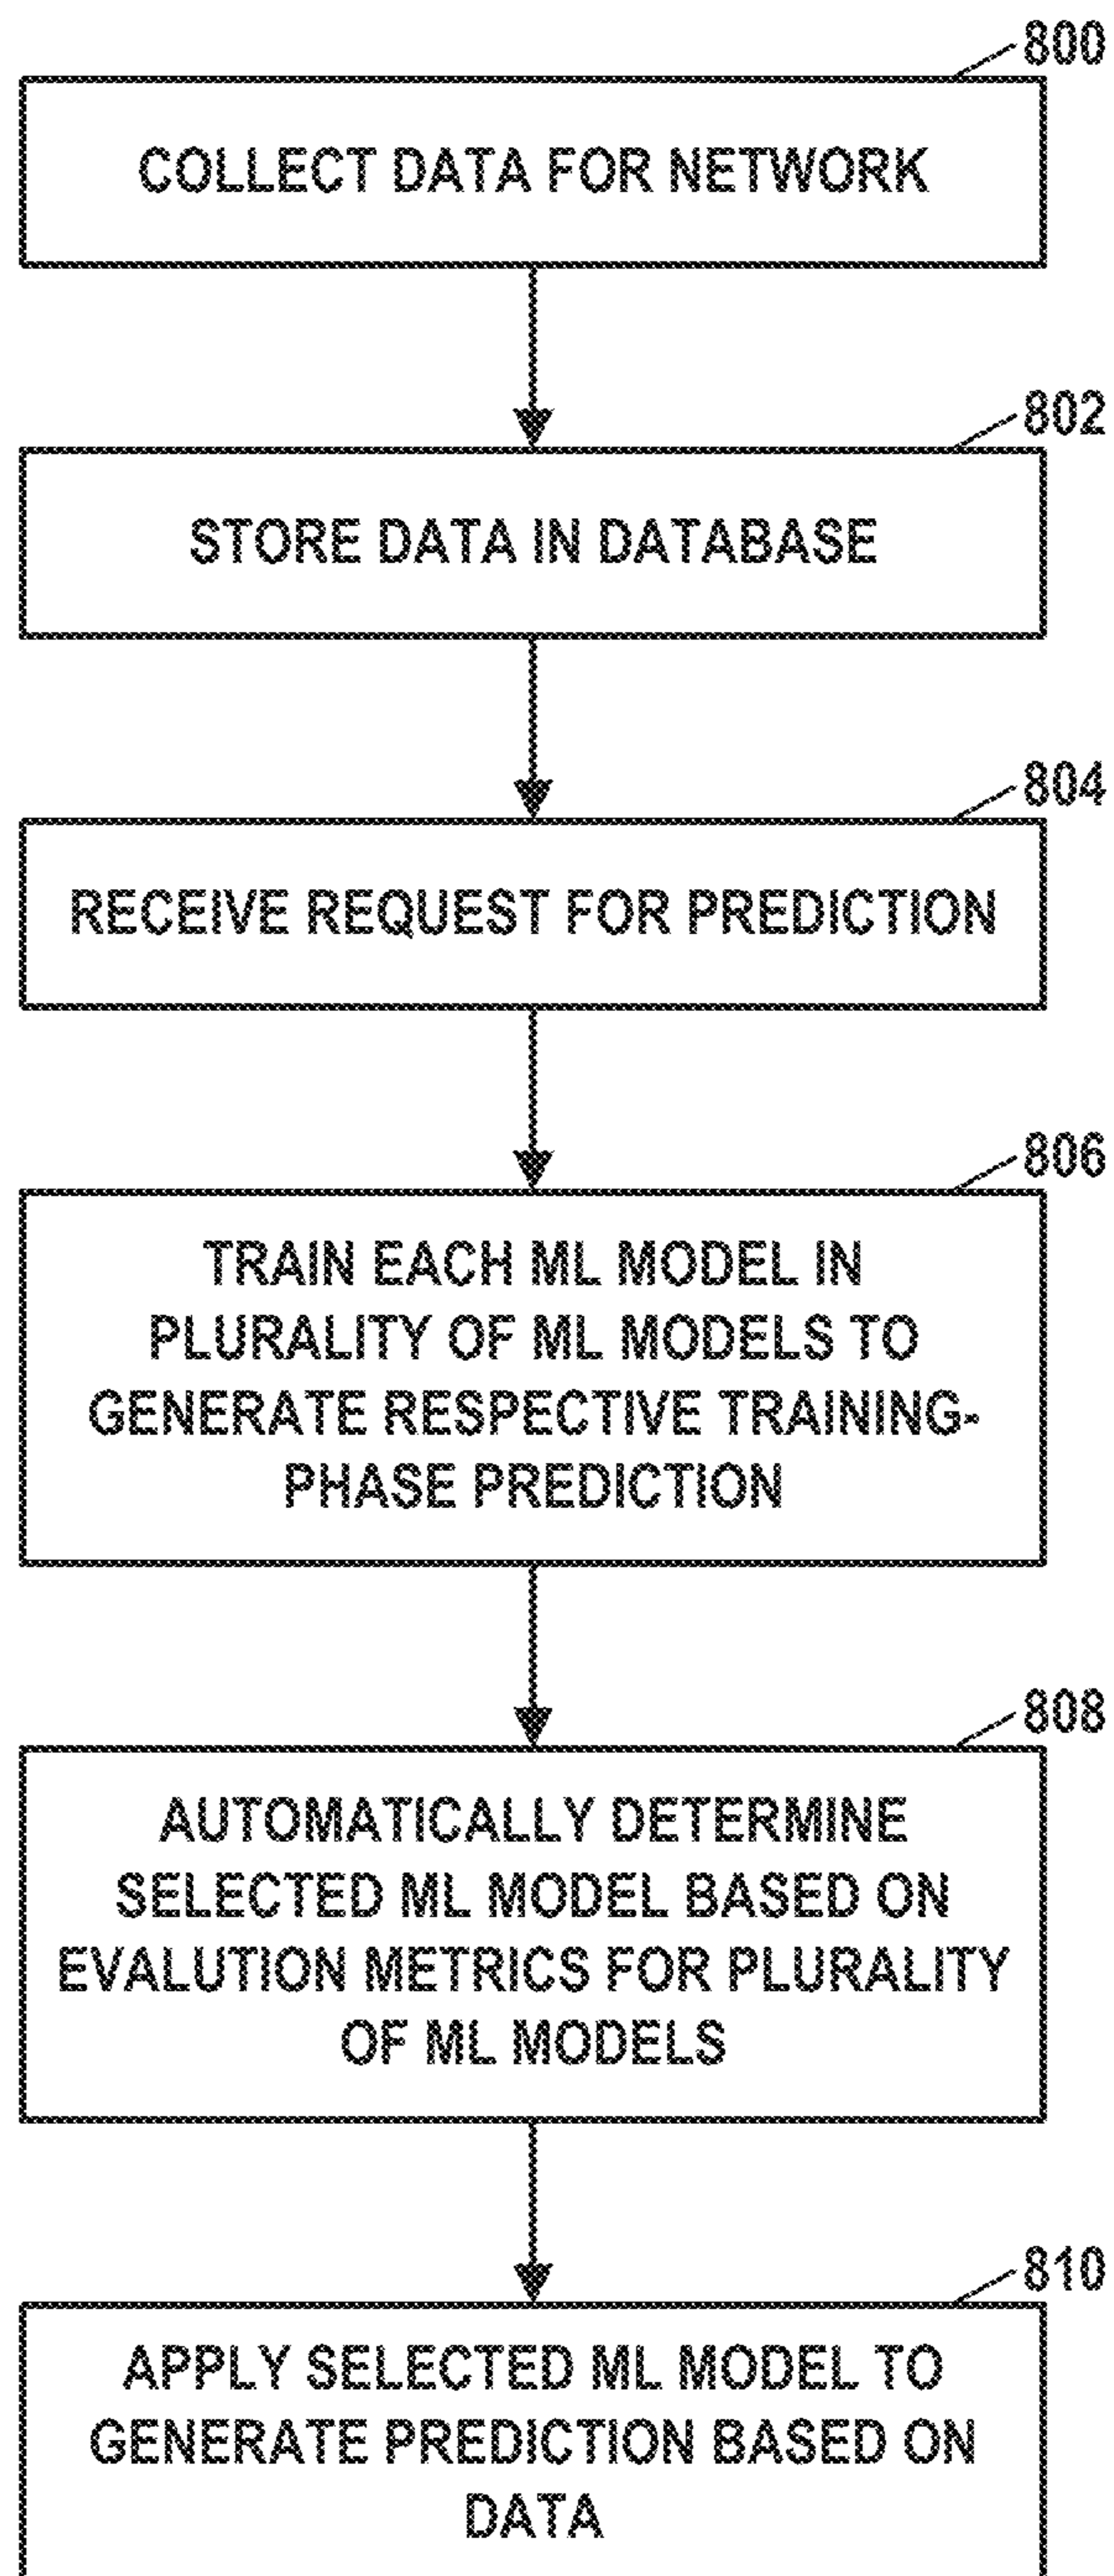 800
COLLECT DATA FOR NETWORK
802
STORE DATA IN DATABASE
804
RECEIVE REQUEST FOR PREDICTION
806
TRAIN EACH ML MODEL IN
PLURALITY OF ML MODELS TO
GENERATE RESPECTIVE TRAINING-
PHASE PREDICTION
808
AUTOMATICALLY DETERMINE
SELECTED ML MODEL BASED ON
EVALUTION METRICS FOR PLURALITY
OF ML MODELS
810
APPLY SELECTED ML MODEL TO
GENERATE PREDICTION BASED ON
DATA